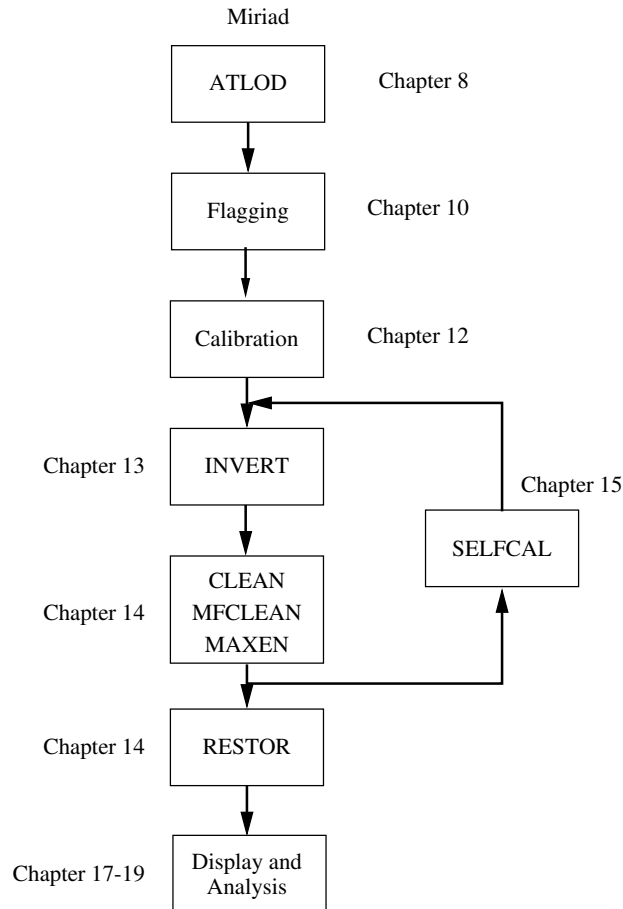 Miriad
ATLOD
Chapter 8
Flagging
Chapter 10
Calibration
Chapter 12
Chapter 13
INVERT
Chapter 15
SELFCAL
Chapter 14
CLEAN
MFCLEAN
MAXEN
Chapter 14
RESTOR
Chapter 17-19
Display and
Analysis